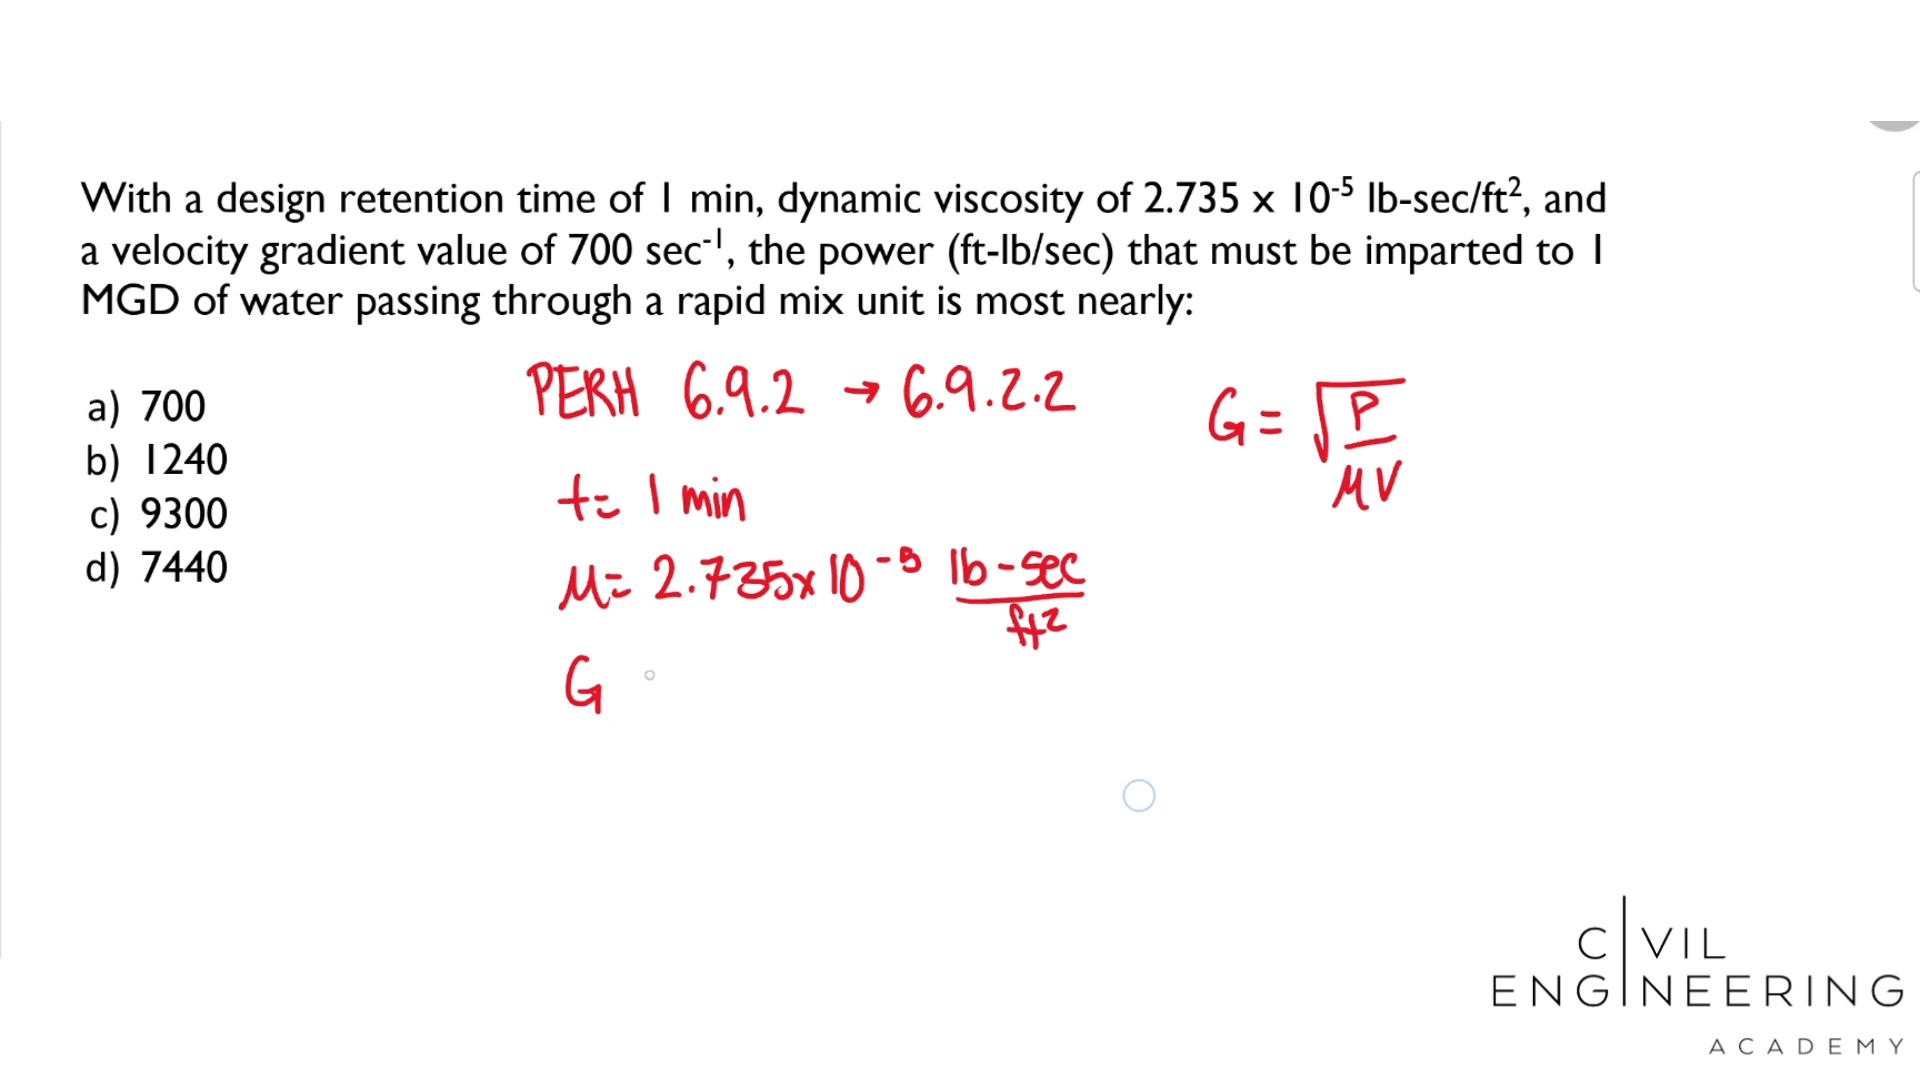 With a design retention time of 1 min, dynamic viscosity of 2.735 x 10⁻⁵ lb-sec/ft², and
a velocity gradient value of 700 sec⁻¹, the power (ft-lb/sec) that must be imparted to 1
MGD of water passing through a rapid mix unit is most nearly:
a) 700
b) 1240
c) 9300
d) 7440
PERH 6.9.2 → 6.9.2.2
G = √(P/μV)
t = 1 min
μ = 2.735x10⁻⁵ lb-sec/ft²
G
CIVIL
ENGINEERING
ACADEMY